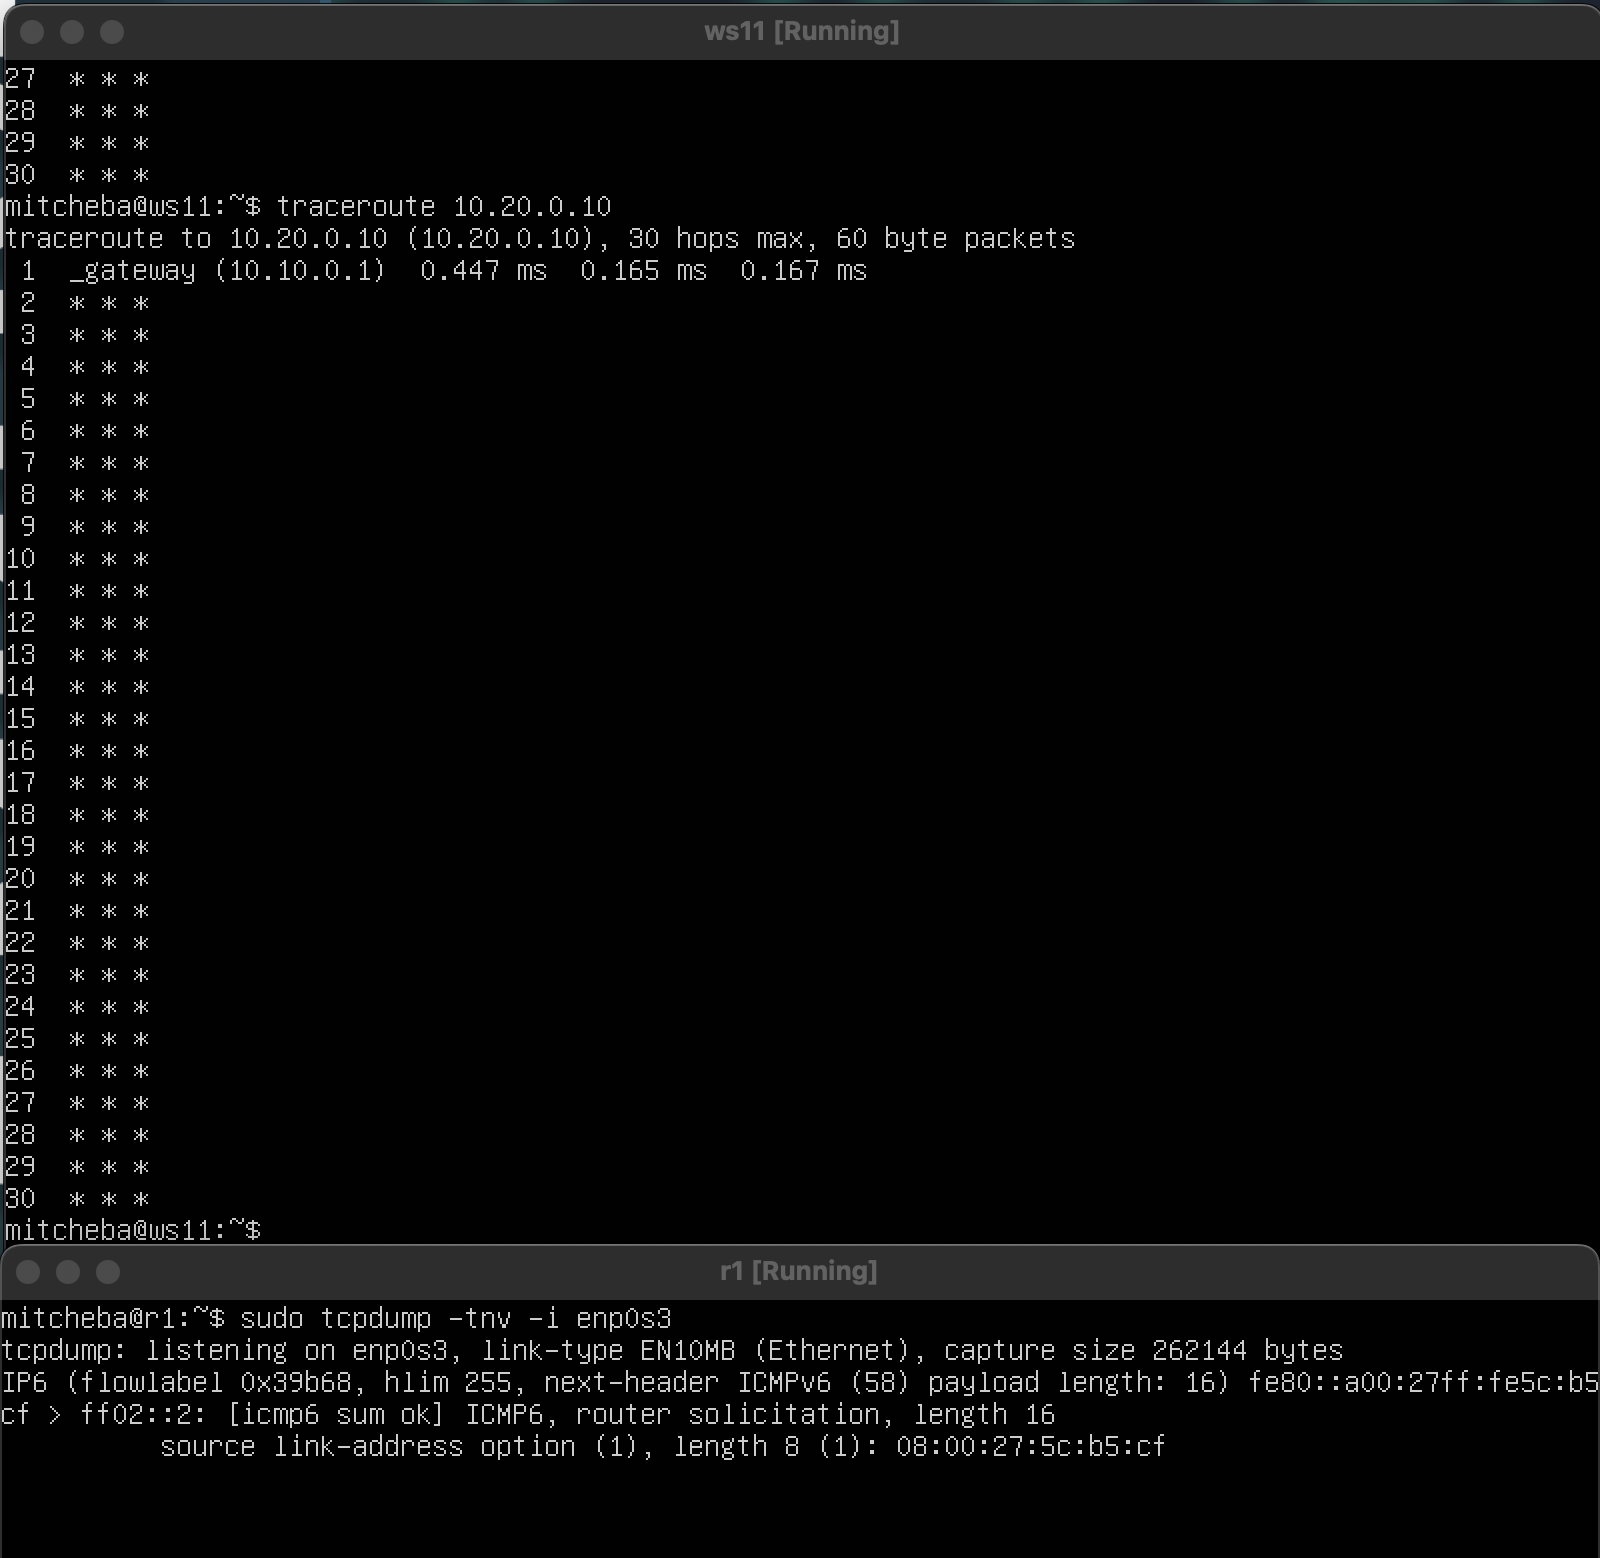 ws11 [Running]
27  * * *
28  * * *
29  * * *
30  * * *
mitcheba@ws11:~$ traceroute 10.20.0.10
traceroute to 10.20.0.10 (10.20.0.10), 30 hops max, 60 byte packets
 1  _gateway (10.10.0.1)  0.447 ms  0.165 ms  0.167 ms
 2  * * *
 3  * * *
 4  * * *
 5  * * *
 6  * * *
 7  * * *
 8  * * *
 9  * * *
10  * * *
11  * * *
12  * * *
13  * * *
14  * * *
15  * * *
16  * * *
17  * * *
18  * * *
19  * * *
20  * * *
21  * * *
22  * * *
23  * * *
24  * * *
25  * * *
26  * * *
27  * * *
28  * * *
29  * * *
30  * * *
mitcheba@ws11:~$
r1 [Running]
mitcheba@r1:~$ sudo tcpdump -tnv -i enp0s3
tcpdump: listening on enp0s3, link-type EN10MB (Ethernet), capture size 262144 bytes
IP6 (flowlabel 0x39b68, hlim 255, next-header ICMPv6 (58) payload length: 16) fe80::a00:27ff:fe5c:b5
cf > ff02::2: [icmp6 sum ok] ICMP6, router solicitation, length 16
          source link-address option (1), length 8 (1): 08:00:27:5c:b5:cf